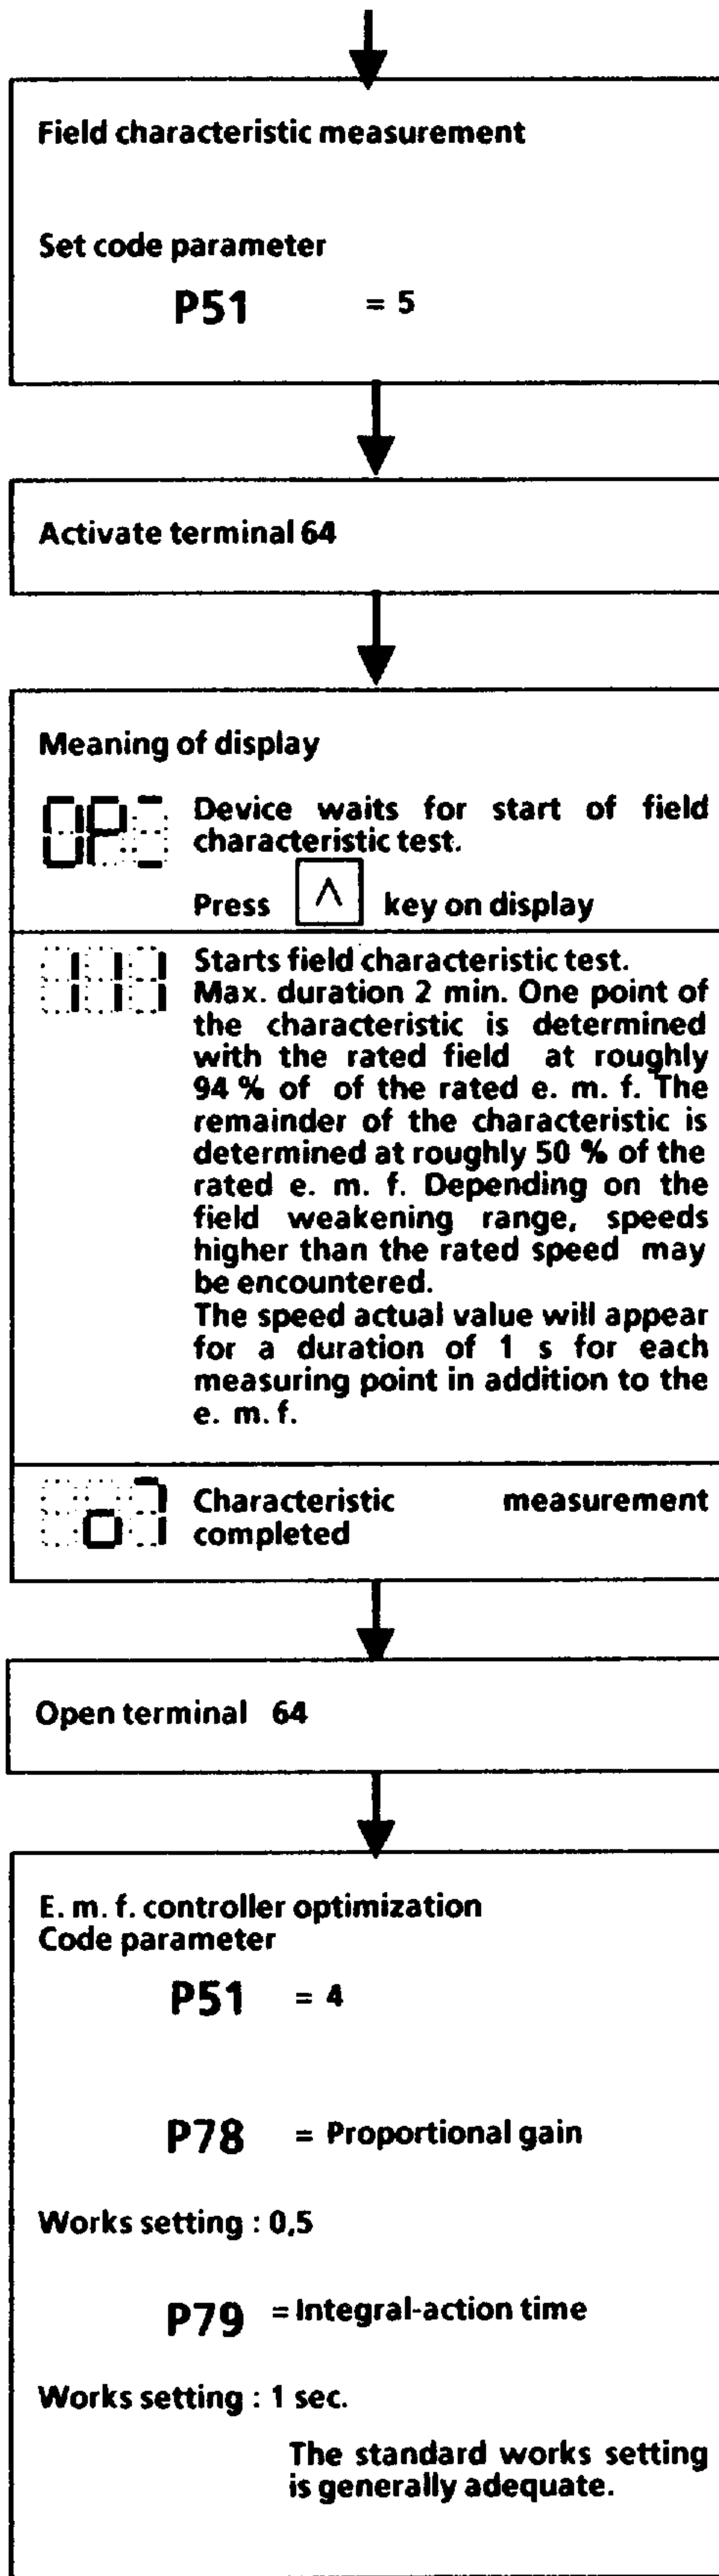 Field characteristic measurement
Set code parameter
P51 = 5
Activate terminal 64
Meaning of display
Device waits for start of field
characteristic test.
Press ^ key on display
Starts field characteristic test.
Max. duration 2 min. One point of
the characteristic is determined
with the rated field at roughly
94 % of of the rated e. m. f. The
remainder of the characteristic is
determined at roughly 50 % of the
rated e. m. f. Depending on the
field weakening range, speeds
higher than the rated speed may
be encountered.
The speed actual value will appear
for a duration of 1 s for each
measuring point in addition to the
e. m. f.
Characteristic measurement
completed
Open terminal 64
E. m. f. controller optimization
Code parameter
P51 = 4
P78 = Proportional gain
Works setting : 0,5
P79 = Integral-action time
Works setting : 1 sec.
The standard works setting
is generally adequate.